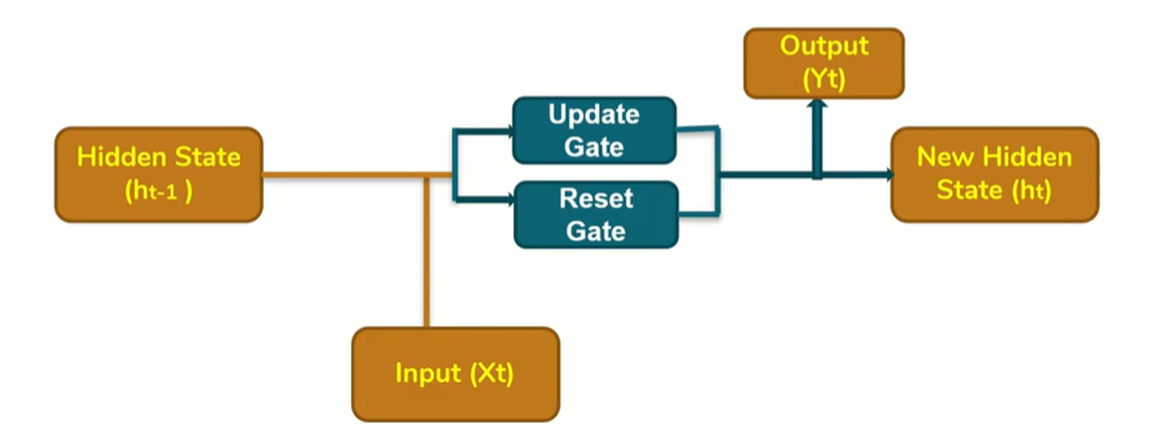 Output
(Yt)
Update
Gate
Hidden State
(ht-1 )
New Hidden
State (ht)
Reset
Gate
Input (Xt)